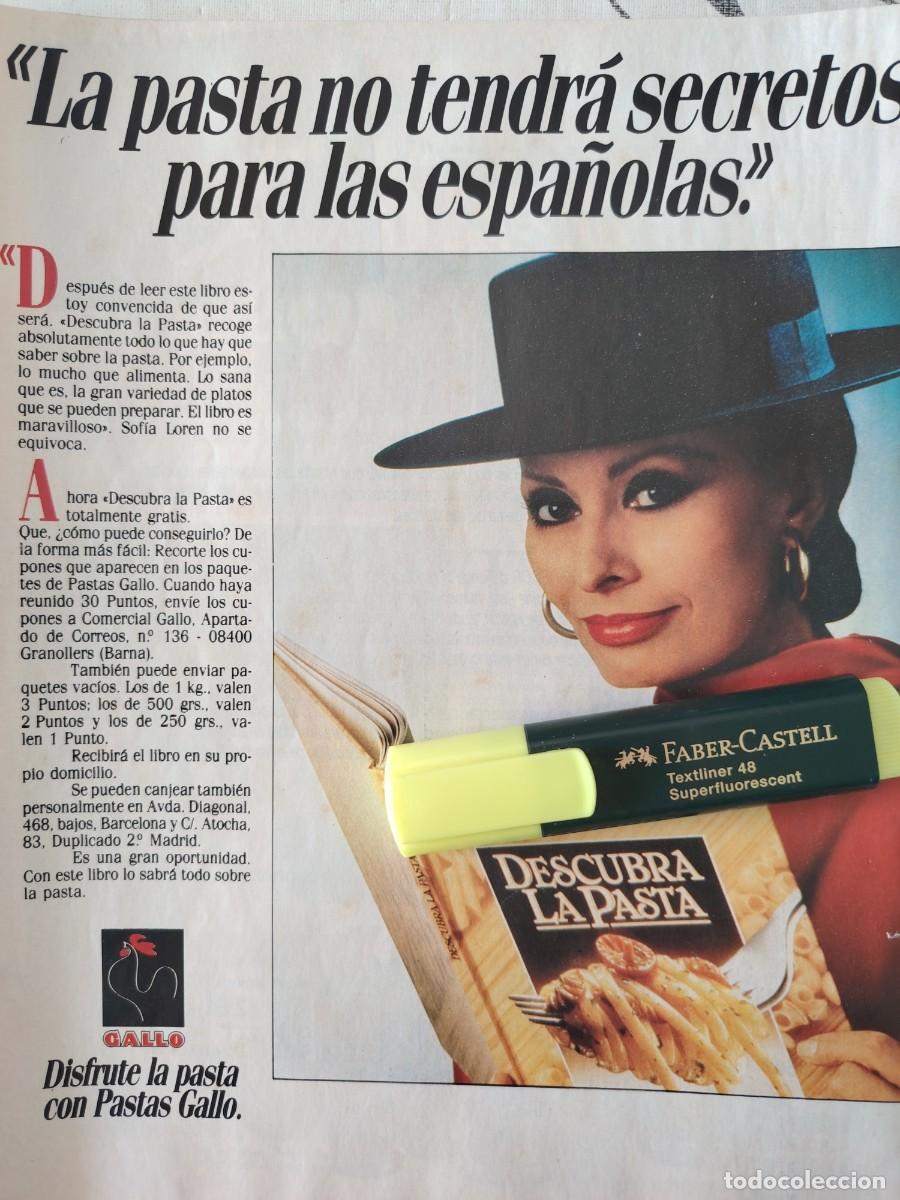 «La pasta no tendrá secretos
para las españolas.»
«Después de leer este libro es-
toy convencida de que así
será. «Descubra la Pasta» recoge
absolutamente todo lo que hay que
saber sobre la pasta. Por ejemplo,
lo mucho que alimenta. Lo sana
que es, la gran variedad de platos
que se pueden preparar. El libro es
maravilloso». Sofía Loren no se
equivoca.
Ahora «Descubra la Pasta» es
totalmente gratis.
Que, ¿cómo puede conseguirlo? De
la forma más fácil: Recorte los cu-
pones que aparecen en los paque-
tes de Pastas Gallo. Cuando haya
reunido 30 Puntos, envíe los cu-
pones a Comercial Gallo, Aparta-
do de Correos, n.º 136 - 08400
Granollers (Barna).
También puede enviar pa-
quetes vacíos. Los de 1 kg., valen
3 Puntos; los de 500 grs., valen
2 Puntos y los de 250 grs., va-
len 1 Punto.
Recibirá el libro en su pro-
pio domicilio.
Se pueden canjear también
personalmente en Avda. Diagonal,
468, bajos, Barcelona y C/. Atocha,
83, Duplicado 2.º Madrid.
Es una gran oportunidad.
Con este libro lo sabrá todo sobre
la pasta.
GALLO
Disfrute la pasta
con Pastas Gallo.
FABER-CASTELL
Textliner 48
Superfluorescent
DESCUBRA LA PASTA
DESCUBRA
LA PASTA
todocoleccion